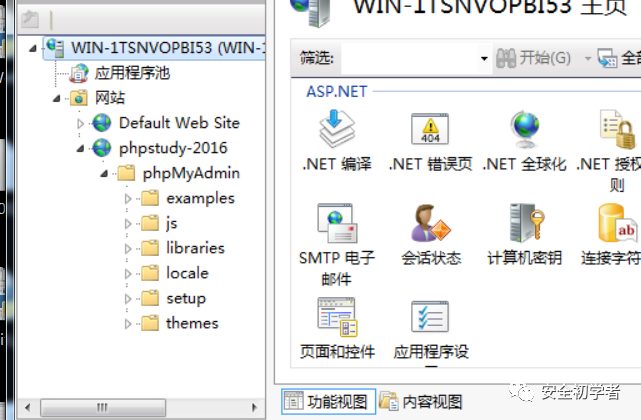 WIN-1TSNVOPBI53 (WIN-1
应用程序池
网站
Default Web Site
phpstudy-2016
phpMyAdmin
examples
js
libraries
locale
setup
themes
WIN-1TSNVOPBI53 主页
筛选:
开始(G)
全部
ASP.NET
.NET 编译
.NET 错误页
.NET 全球化
.NET 授权
则
404
ab
SMTP 电子
邮件
会话状态
计算机密钥
连接字符
页面和控件
应用程序设
功能视图
内容视图
安全初学者